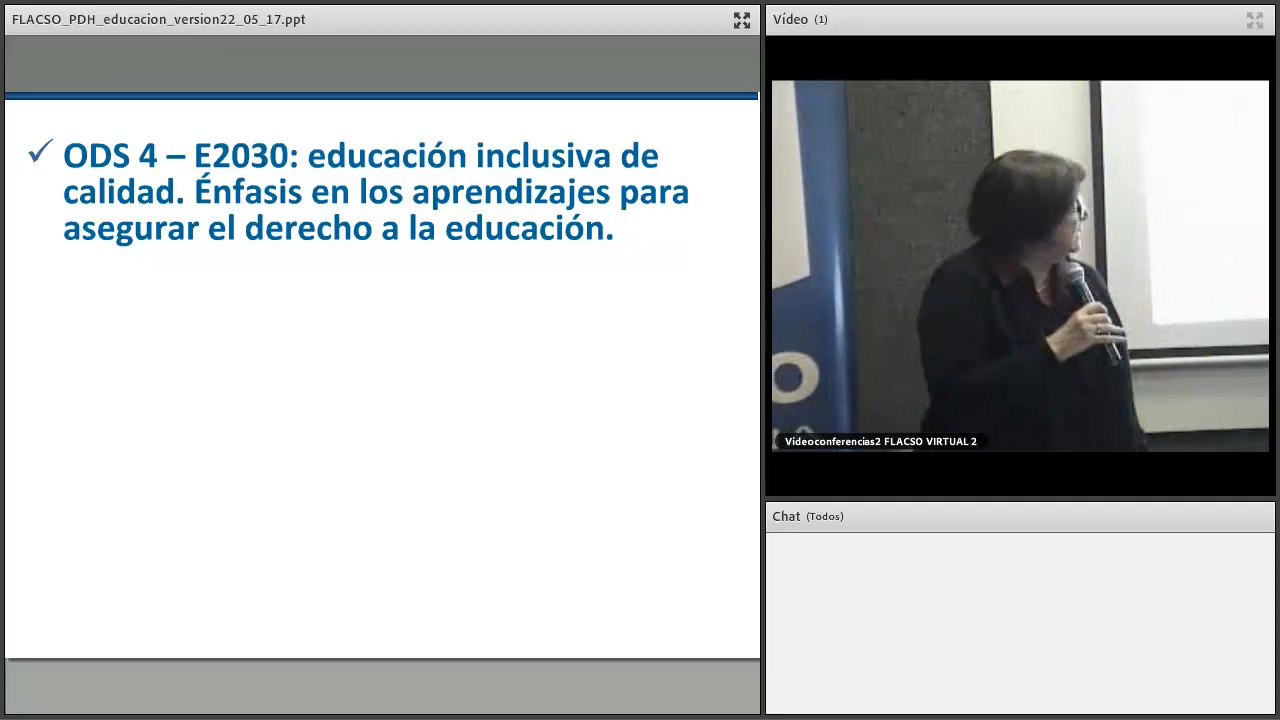 FLACSO_PDH_educacion_version22_05_17.ppt
✓ ODS 4 – E2030: educación inclusiva de
calidad. Énfasis en los aprendizajes para
asegurar el derecho a la educación.
Vídeo (1)
O
Videoconferencias2 FLACSO VIRTUAL 2
Chat (Todos)